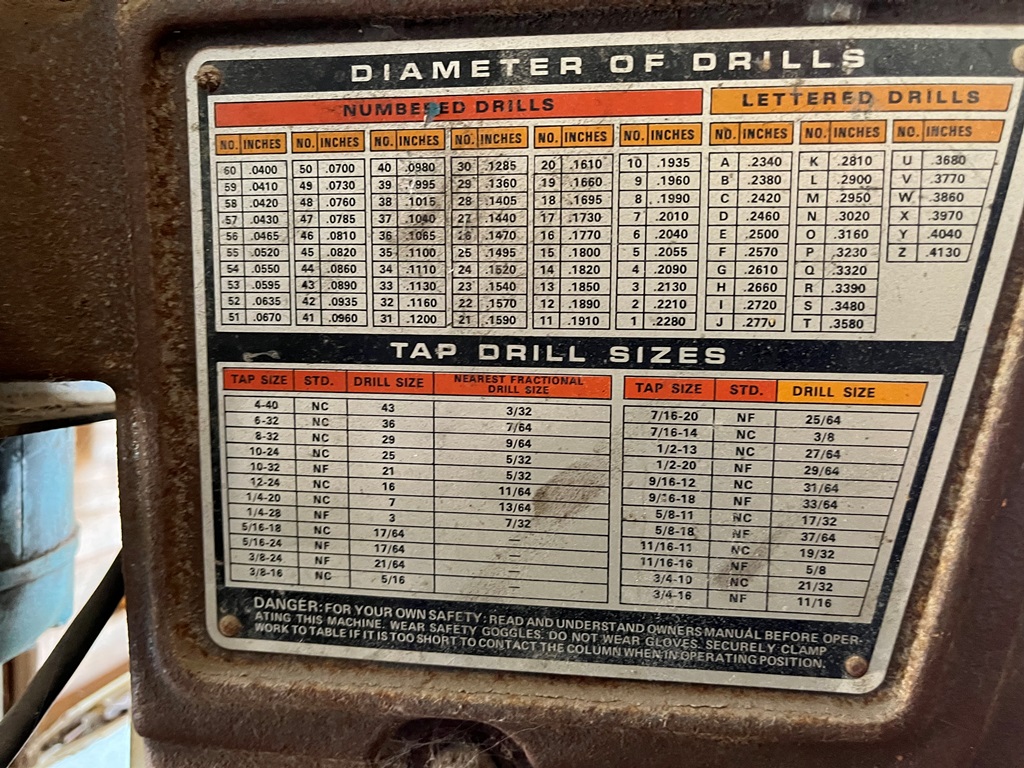 DIAMETER OF DRILLS
NUMBERED DRILLS LETTERED DRILLS
NO. INCHES NO. INCHES NO. INCHES NO. INCHES NO. INCHES NO. INCHES NO. INCHES NO. INCHES NO. INCHES
60 .0400 50 .0700 40 .0980 30 .1285 20 .1610 10 .1935 A .2340 K .2810 U .3680
59 .0410 49 .0730 39 .0995 29 .1360 19 .1660 9 .1960 B .2380 L .2900 V .3770
58 .0420 48 .0760 38 .1015 28 .1405 18 .1695 8 .1990 C .2420 M .2950 W .3860
57 .0430 47 .0785 37 .1040 27 .1440 17 .1730 7 .2010 D .2460 N .3020 X .3970
56 .0465 46 .0810 36 .1065 26 .1470 16 .1770 6 .2040 E .2500 O .3160 Y .4040
55 .0520 45 .0820 35 .1100 25 .1495 15 .1800 5 .2055 F .2570 P .3230 Z .4130
54 .0550 44 .0860 34 .1110 24 .1520 14 .1820 4 .2090 G .2610 Q .3320
53 .0595 43 .0890 33 .1130 23 .1540 13 .1850 3 .2130 H .2660 R .3390
52 .0635 42 .0935 32 .1160 22 .1570 12 .1890 2 .2210 I .2720 S .3480
51 .0670 41 .0960 31 .1200 21 .1590 11 .1910 1 .2280 J .2770 T .3580
TAP DRILL SIZES
TAP SIZE STD. DRILL SIZE NEAREST FRACTIONAL DRILL SIZE
4-40 NC 43 3/32
6-32 NC 36 7/64
8-32 NC 29 9/64
10-24 NC 25 5/32
10-32 NF 21 5/32
12-24 NC 16 11/64
1/4-20 NC 7 13/64
1/4-28 NF 3 7/32
5/16-18 NC 17/64 —
5/16-24 NF 17/64 —
3/8-24 NF 21/64 —
3/8-16 NC 5/16 —
TAP SIZE STD. DRILL SIZE
7/16-20 NF 25/64
7/16-14 NC 3/8
1/2-13 NC 27/64
1/2-20 NF 29/64
9/16-12 NC 31/64
9/16-18 NF 33/64
5/8-11 NC 17/32
5/8-18 NF 37/64
11/16-11 NC 19/32
11/16-16 NF 5/8
3/4-10 NC 21/32
3/4-16 NF 11/16
DANGER: FOR YOUR OWN SAFETY: READ AND UNDERSTAND OWNERS MANUAL BEFORE OPER-
ATING THIS MACHINE. WEAR SAFETY GOGGLES. DO NOT WEAR GLOVES. SECURELY CLAMP
WORK TO TABLE IF IT IS TOO SHORT TO CONTACT THE COLUMN WHEN IN OPERATING POSITION.